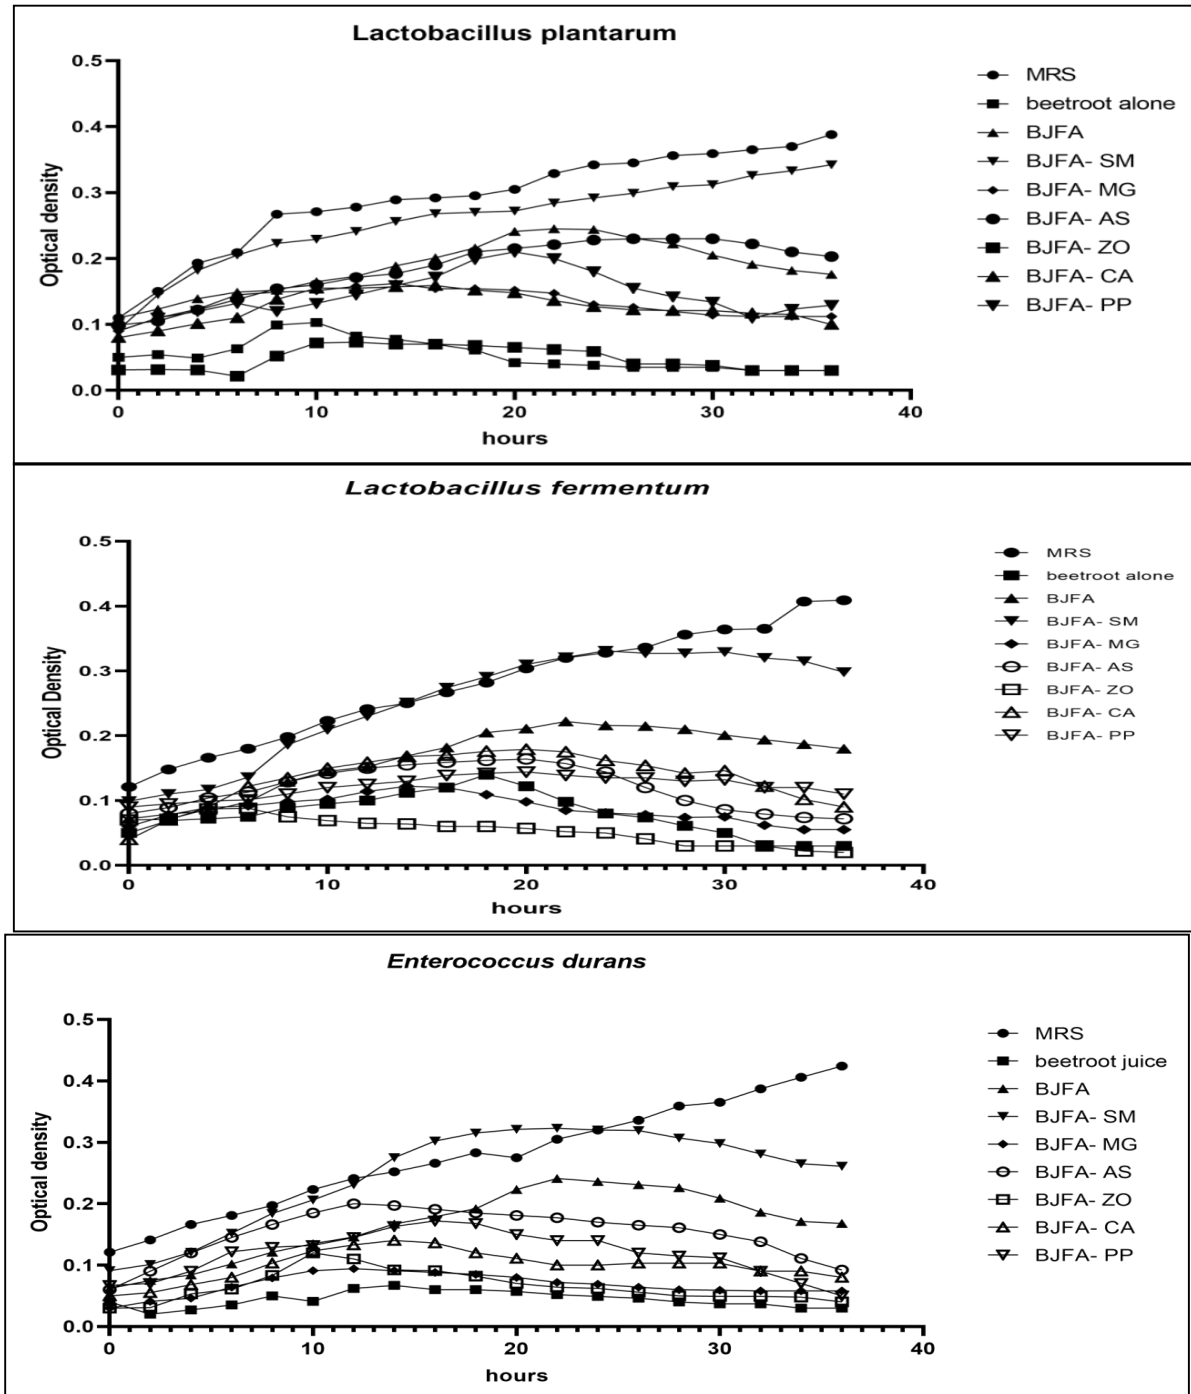 Lactobacillus plantarum
0.5
0.4
0.3
0.2
0.1
0.0
Optical density
0 10 20 30 40
hours
MRS
beetroot alone
BJFA
BJFA- SM
BJFA- MG
BJFA- AS
BJFA- ZO
BJFA- CA
BJFA- PP
Lactobacillus fermentum
0.5
0.4
0.3
0.2
0.1
0.0
Optical Density
0 10 20 30 40
hours
MRS
beetroot alone
BJFA
BJFA- SM
BJFA- MG
BJFA- AS
BJFA- ZO
BJFA- CA
BJFA- PP
Enterococcus durans
0.5
0.4
0.3
0.2
0.1
0.0
Optical density
0 10 20 30 40
hours
MRS
beetroot juice
BJFA
BJFA- SM
BJFA- MG
BJFA- AS
BJFA- ZO
BJFA- CA
BJFA- PP